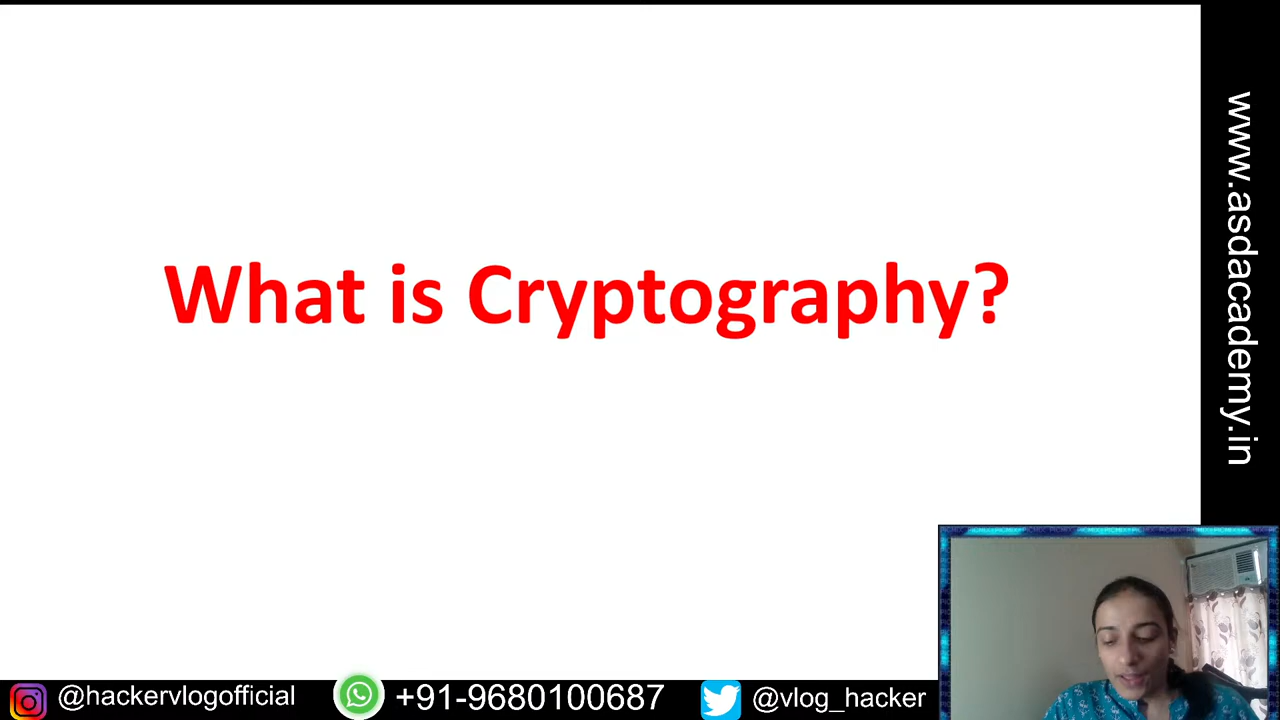 What is Cryptography?
www.asdacademy.in
@hackervlogofficial
+91-9680100687
@vlog_hacker